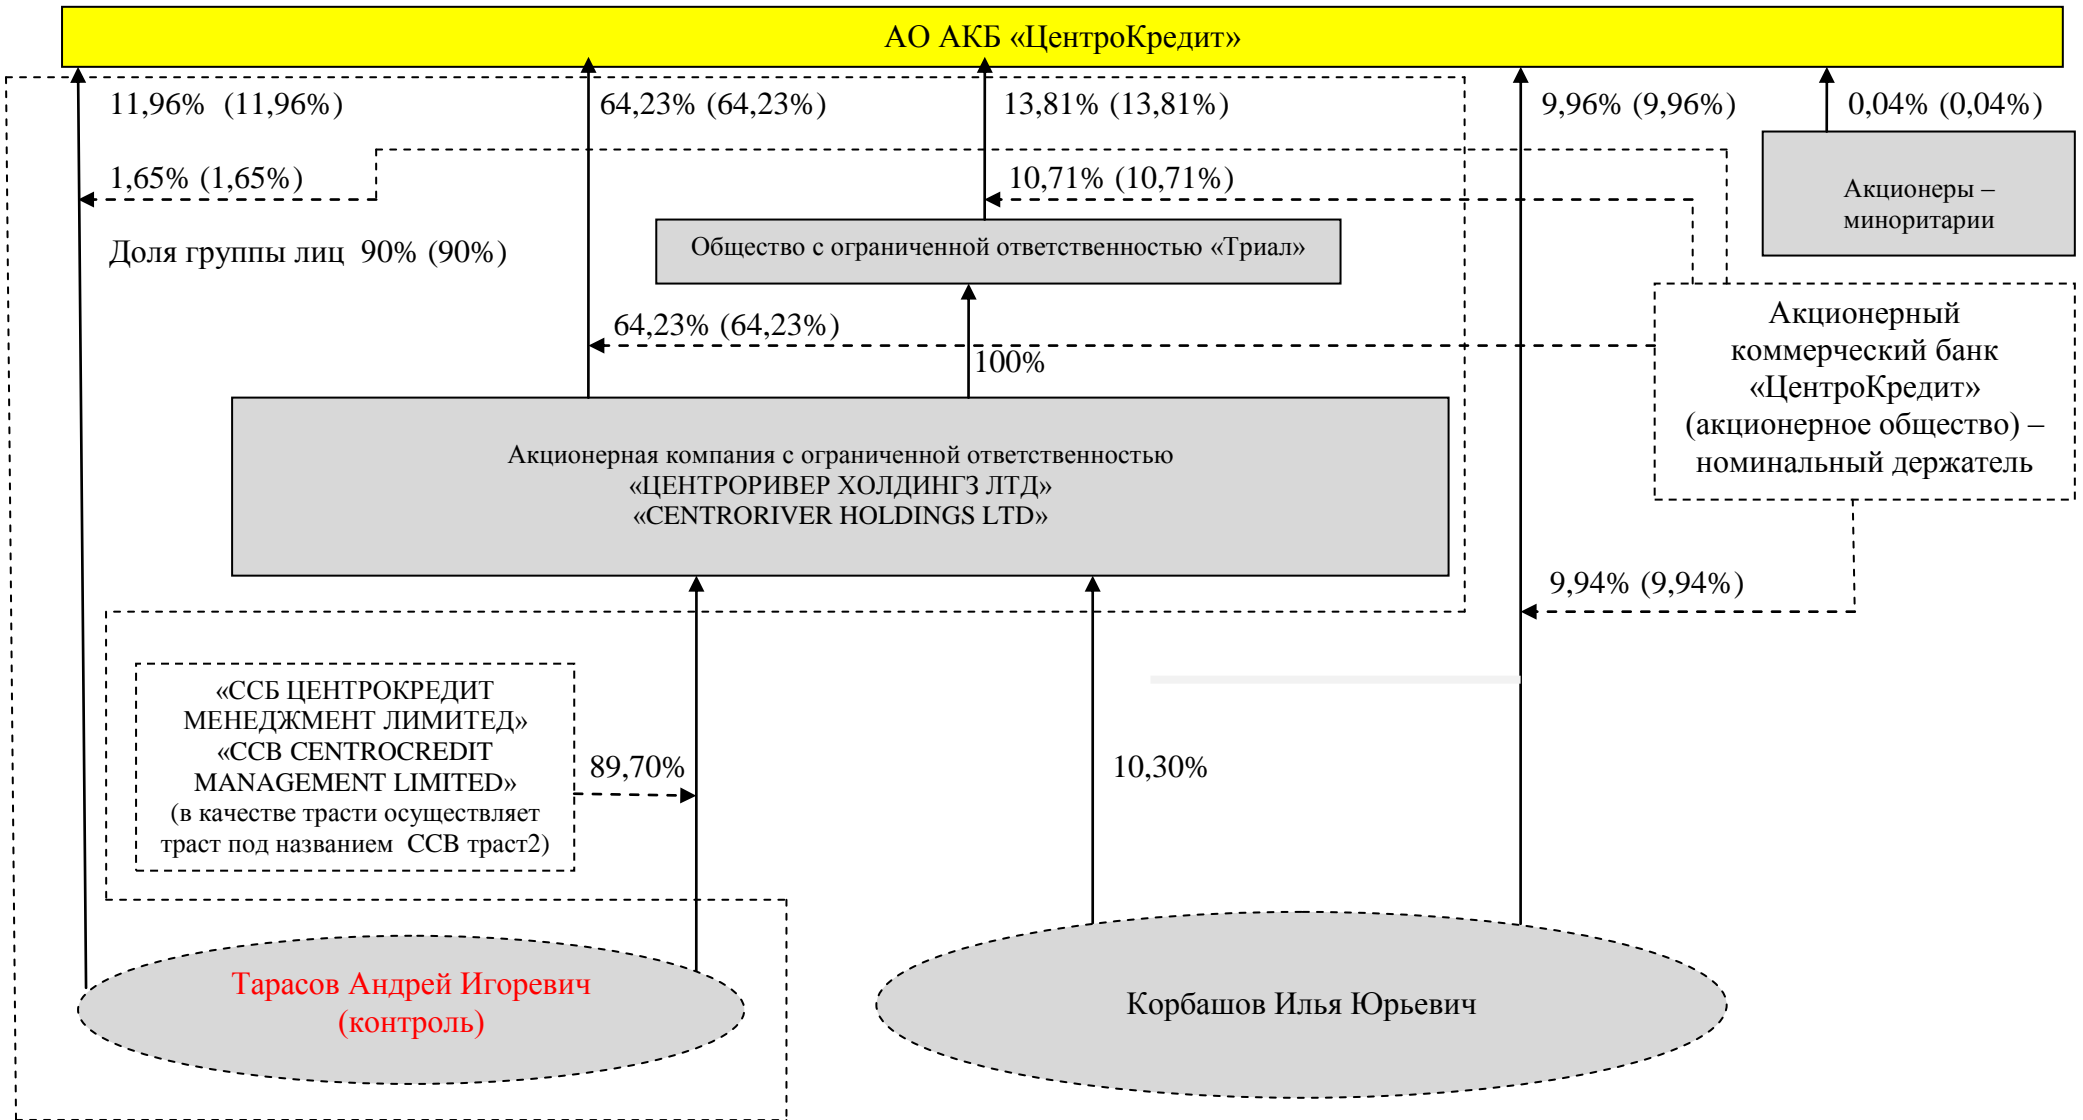 АО АКБ «ЦентроКредит»
11,96%  (11,96%)
64,23% (64,23%)
13,81% (13,81%)
9,96% (9,96%)
0,04% (0,04%)
1,65% (1,65%)
10,71% (10,71%)
Акционеры –
миноритарии
Доля группы лиц  90% (90%)
Общество с ограниченной ответственностью «Триал»
64,23% (64,23%)
100%
Акционерный
коммерческий банк
«ЦентроКредит»
(акционерное общество) –
номинальный держатель
Акционерная компания с ограниченной ответственностью
«ЦЕНТРОРИВЕР ХОЛДИНГЗ ЛТД»
«CENTRORIVER HOLDINGS LTD»
9,94% (9,94%)
«ССБ ЦЕНТРОКРЕДИТ
МЕНЕДЖМЕНТ ЛИМИТЕД»
«CCB CENTROCREDIT
MANAGEMENT LIMITED»
(в качестве трасти осуществляет
траст под названием  ССВ траст2)
89,70%
10,30%
Тарасов Андрей Игоревич
(контроль)
Корбашов Илья Юрьевич